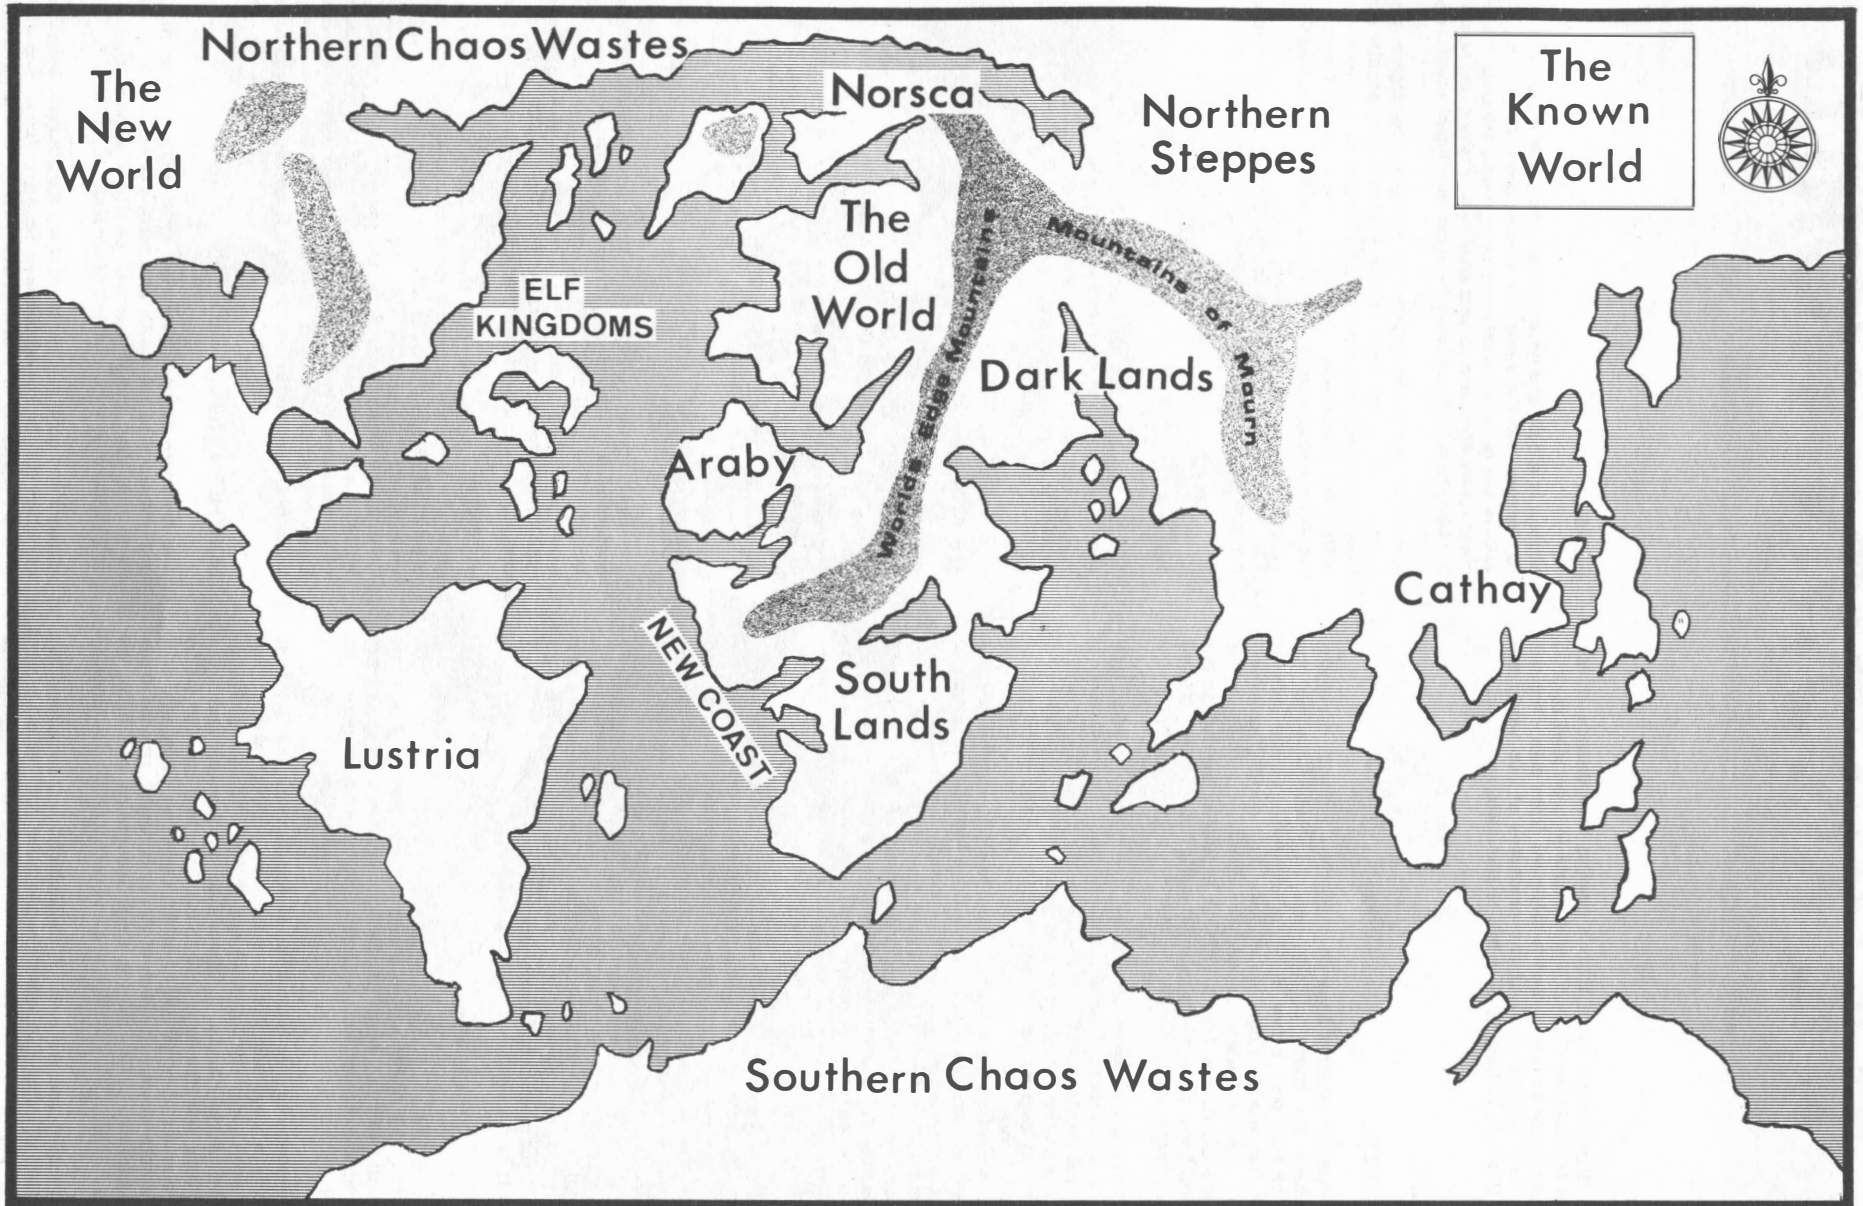 Northern Chaos Wastes
The
New
World
Norsca
Northern
Steppes
The
Known
World
The
Old
World
Worlds Edge Mountains
Mountains of Mourn
ELF
KINGDOMS
Dark Lands
Araby
Cathay
NEW COAST
South
Lands
Lustria
Southern Chaos Wastes